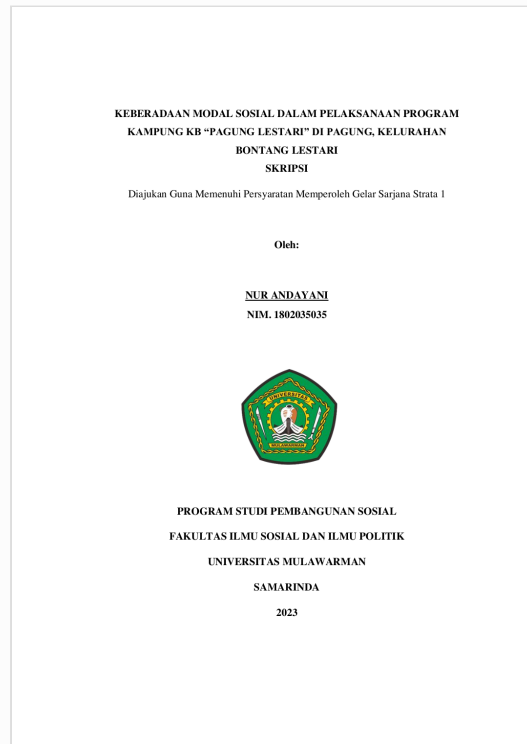 KEBERADAAN MODAL SOSIAL DALAM PELAKSANAAN PROGRAM
KAMPUNG KB “PAGUNG LESTARI” DI PAGUNG, KELURAHAN
BONTANG LESTARI
SKRIPSI
Diajukan Guna Memenuhi Persyaratan Memperoleh Gelar Sarjana Strata 1
Oleh:
NUR ANDAYANI
NIM. 1802035035
UNIVERSITAS
MULAWARMAN
PROGRAM STUDI PEMBANGUNAN SOSIAL
FAKULTAS ILMU SOSIAL DAN ILMU POLITIK
UNIVERSITAS MULAWARMAN
SAMARINDA
2023